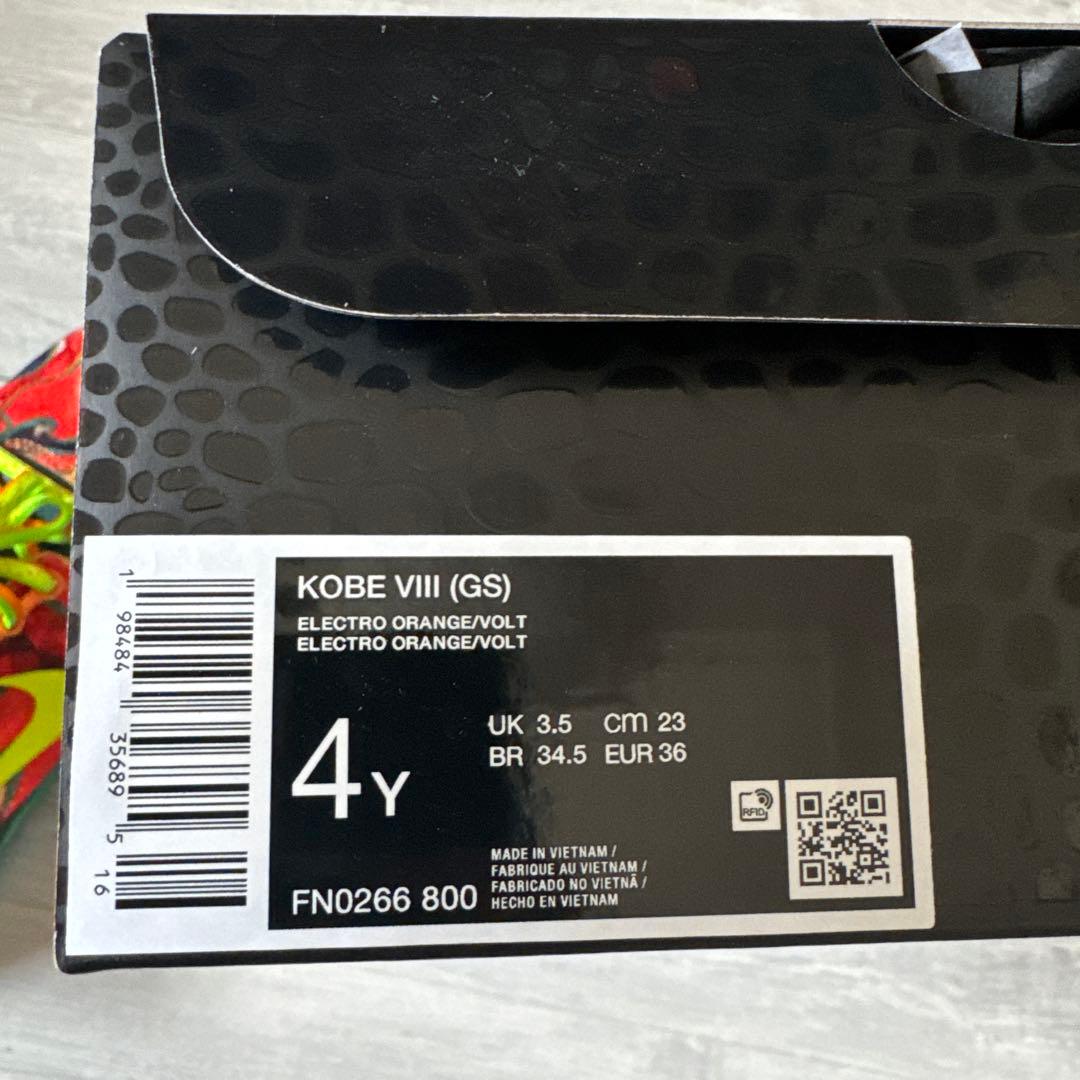 KOBE VIII (GS)
ELECTRO ORANGE/VOLT
ELECTRO ORANGE/VOLT
4Y
UK 3.5 cm 23
BR 34.5 EUR 36
RFID
MADE IN VIETNAM /
FABRIQUE AU VIETNAM /
FABRICADO NO VIETNÃ /
HECHO EN VIETNAM
FN0266 800
1 98484 35689 5 16